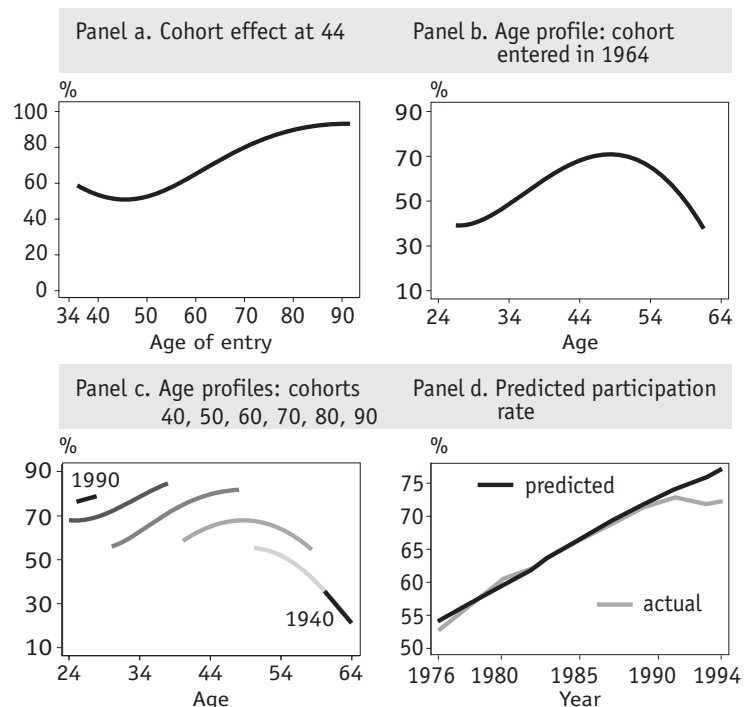 Panel a. Cohort effect at 44
%
100
80
60
40
20
0
34 40 50 60 70 80 90
Age of entry
Panel b. Age profile: cohort
entered in 1964
%
90
70
50
30
10
24 34 44 54 64
Age
Panel c. Age profiles: cohorts
40, 50, 60, 70, 80, 90
%
90
70
50
30
10
1990
1940
24 34 44 54 64
Age
Panel d. Predicted participation
rate
%
75
70
65
60
55
50
predicted
actual
1976 1980 1985 1990 1994
Year